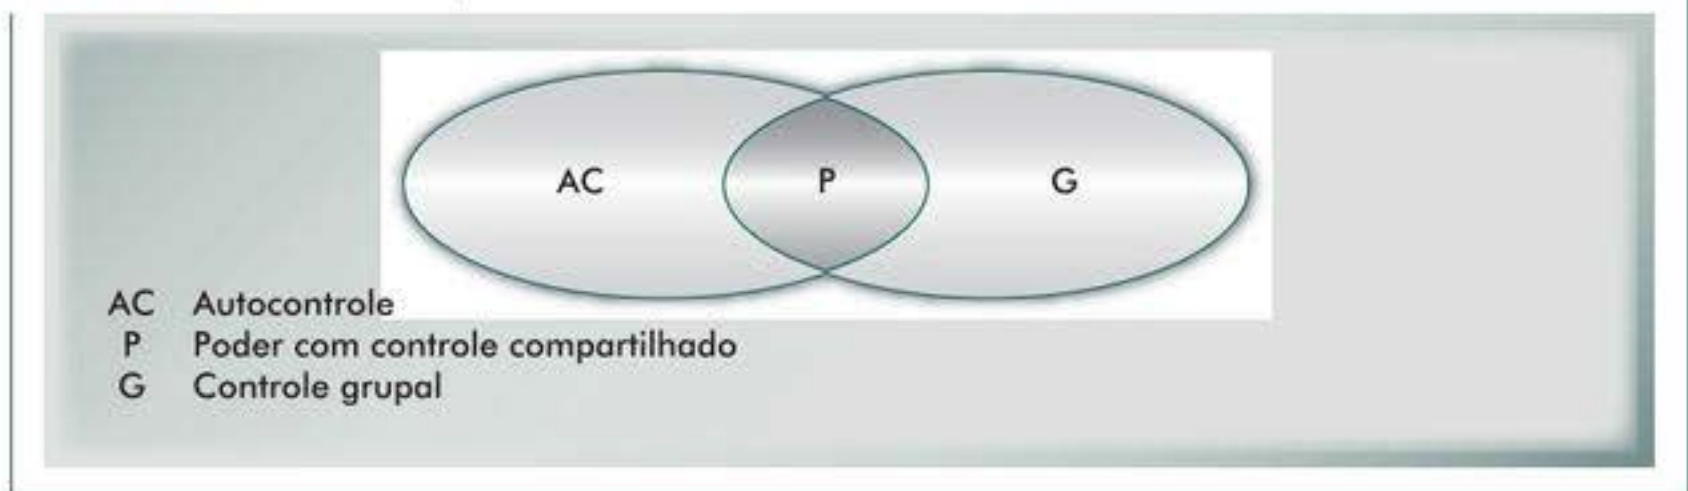 AC P G
AC Autocontrole
P Poder com controle compartilhado
G Controle grupal